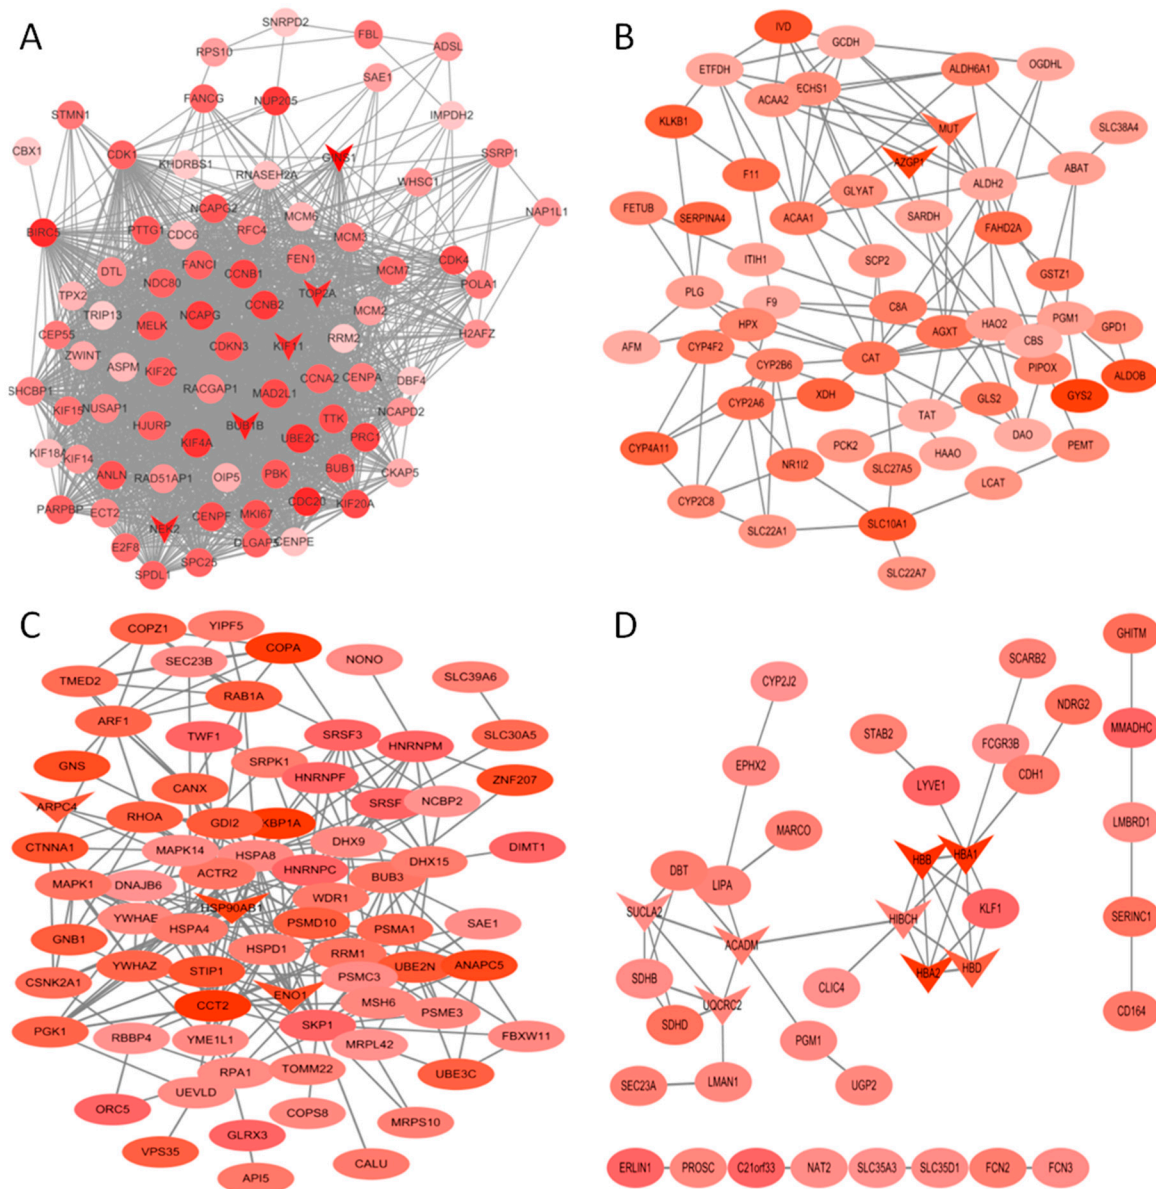 A
SNRPD2
FBL
RPS10
ADSL
SAE1
FANCG
NUP205
STMN1
IMPDH2
CBX1
CDK1
KHDRBS1
GINS1
SSRP1
RNASEH2A
WHSC1
NCAPG2
MCM6
NAP1L1
BIRC5
PTTG1
CDC6
RFC4
MCM3
FANCI
FEN1
CDK4
DTL
NDC80
CCNB1
MCM7
POLA1
TPX2
TOP2A
TRIP13
CCNB2
MCM2
CEP55
MELK
NCAPG
H2AFZ
RRM2
ZWINT
CDKN3
KIF11
ASPM
KIF2C
CCNA2
CENPA
DBF4
SHCBP1
RACGAP1
MAD2L1
KIF15
NUSAP1
NCAPD2
HJURP
BUB1B
TTK
KIF18A
KIF4A
UBE2C
PRC1
KIF14
ANLN
RAD51AP1
OIP5
PBK
BUB1
CKAP5
PARPBP
ECT2
CDC20
KIF20A
NEK2
CENPF
MKI67
E2F8
DLGAP5
CENPE
SPDL1
SPC25
B
IVD
GCDH
ETFDH
OGDHL
ALDH6A1
ECHS1
ACAA2
KLKB1
MUT
SLC38A4
AZGP1
F11
ABAT
ALDH2
GLYAT
FETUB
SERPINA4
ACAA1
SARDH
FAHD2A
ITIH1
SCP2
GSTZ1
PLG
F9
C8A
HPX
AGXT
HAO2
PGM1
GPD1
AFM
CYP4F2
CBS
CAT
CYP2B6
PIPOX
ALDOB
XDH
GYS2
CYP2A6
GLS2
TAT
CYP4A11
PCK2
DAO
PEMT
HAAO
NR1I2
SLC27A5
CYP2C8
LCAT
SLC22A1
SLC10A1
SLC22A7
C
COPZ1
YIPF5
COPA
SEC23B
NONO
TMED2
SLC39A6
RAB1A
ARF1
TWF1
SRSF3
HNRNPM
SLC30A5
GNS
SRPK1
HNRNPF
ZNF207
CANX
ARPC4
SRSF
NCBP2
RHOA
GDI2
KBP1A
CTNNA1
DHX9
DIMT1
MAPK14
HSPA8
DHX15
HNRNPC
MAPK1
DNAJB6
ACTR2
BUB3
WDR1
HSP90AB1
YWHAE
SAE1
HSPA4
PSMD10
PSMA1
GNB1
HSPD1
RRM1
YWHAZ
STIP1
UBE2N
ANAPC5
CSNK2A1
PSMC3
ENO1
CCT2
MSH6
PGK1
SKP1
PSME3
RBBP4
YME1L1
MRPL42
FBXW11
RPA1
TOMM22
UBE3C
UEVLD
ORC5
COPS8
MRPS10
GLRX3
VPS35
CALU
API5
D
GHITM
SCARB2
CYP2J2
NDRG2
STAB2
MMADHC
FCGR3B
EPHX2
CDH1
LYVE1
MARCO
LMBRD1
HBB
HBA1
DBT
LIPA
SUCLA2
KLF1
HIBCH
SERINC1
ACADM
SDHB
HBA2
HBD
CLIC4
UQCRC2
SDHD
CD164
PGM1
SEC23A
LMAN1
UGP2
ERLIN1
PROSC
C21orf33
NAT2
SLC35A3
SLC35D1
FCN2
FCN3